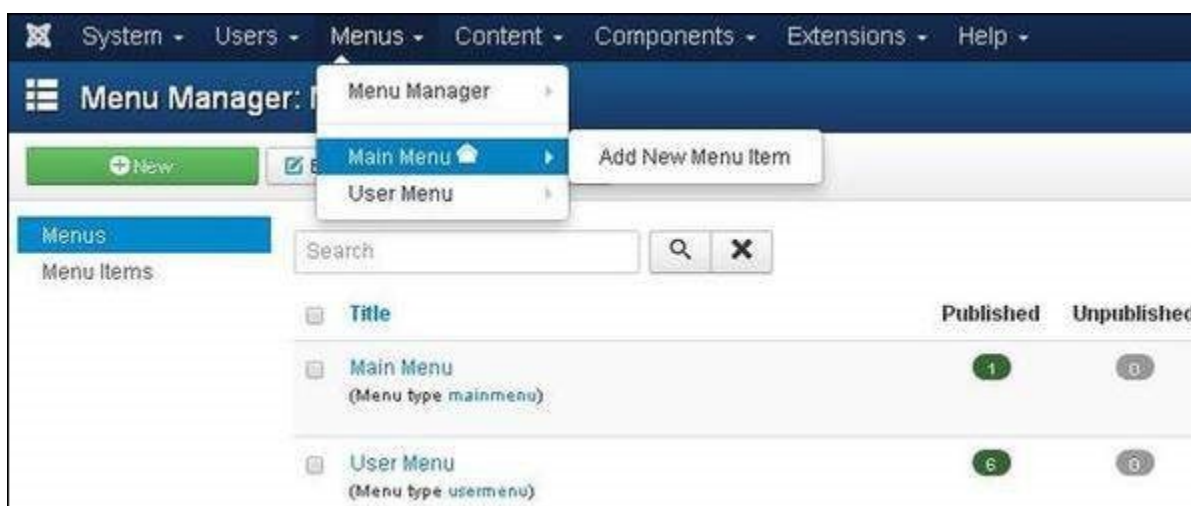 System Users Menus Content Components Extensions Help
Menu Manager:
Menu Manager
Main Menu Add New Menu Item
User Menu
New
Menus
Menu Items
Search
Title Published Unpublished
Main Menu 1 0
(Menu type mainmenu)
User Menu 6 0
(Menu type usermenu)